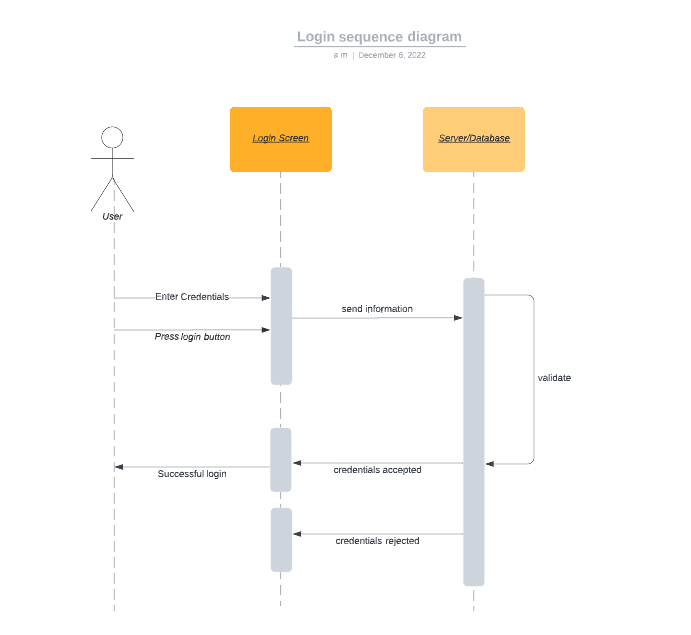 Login sequence diagram
a m | December 6, 2022
Login Screen
Server/Database
User
Enter Credentials
send information
Press login button
validate
credentials accepted
Successful login
credentials rejected